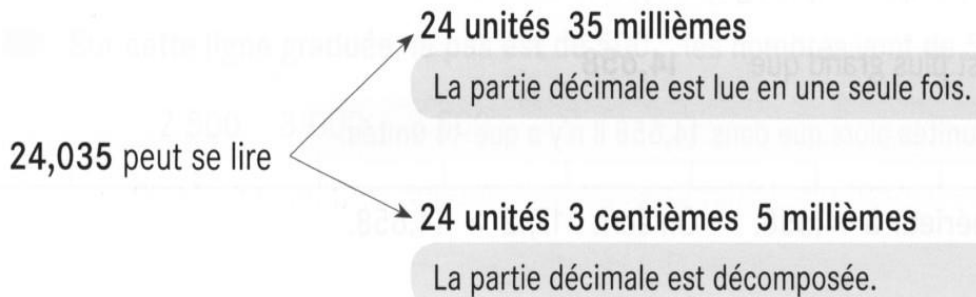 24 unités 35 millièmes
La partie décimale est lue en une seule fois.
24,035 peut se lire
24 unités 3 centièmes 5 millièmes
La partie décimale est décomposée.